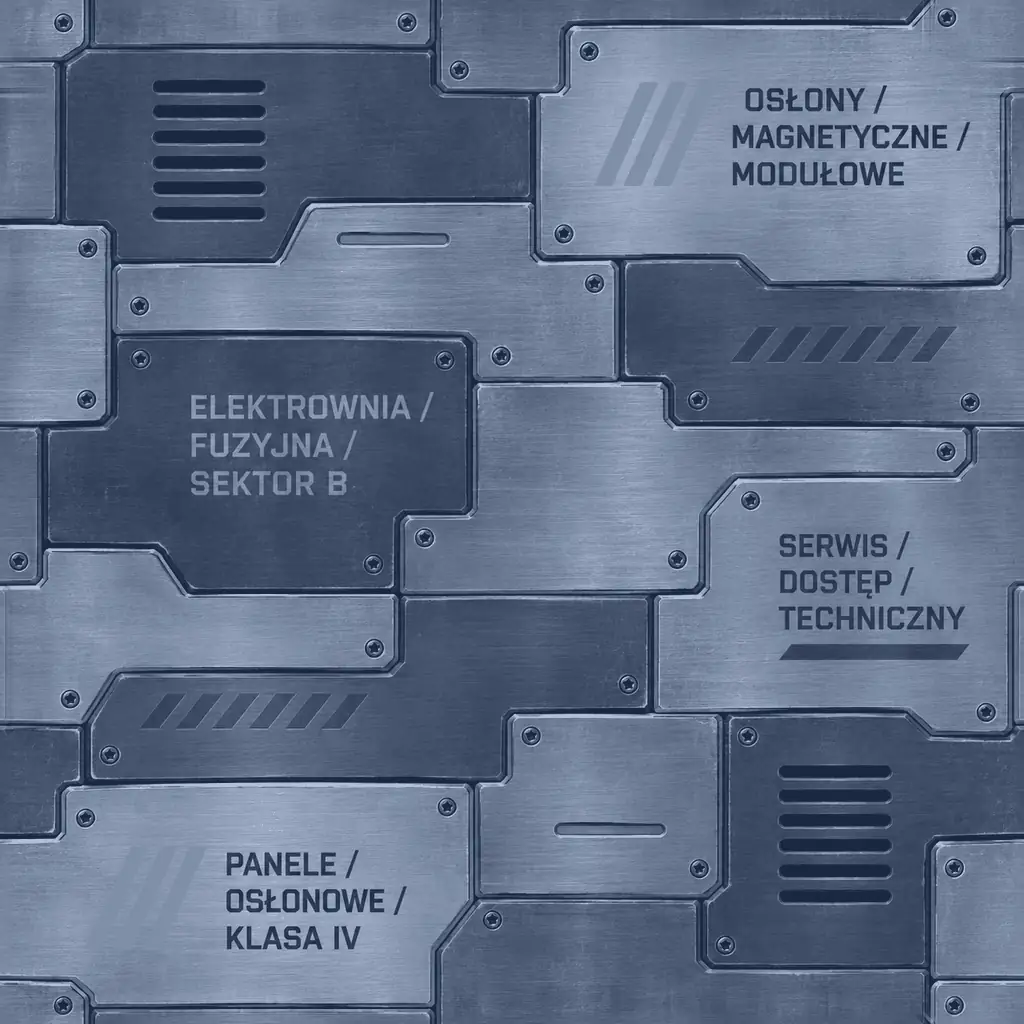 OSŁONY /
MAGNETYCZNE /
MODUŁOWE
ELEKTROWNIA /
FUZYJNA /
SEKTOR B
SERWIS /
DOSTĘP /
TECHNICZNY
PANELE /
OSŁONOWE /
KLASA IV